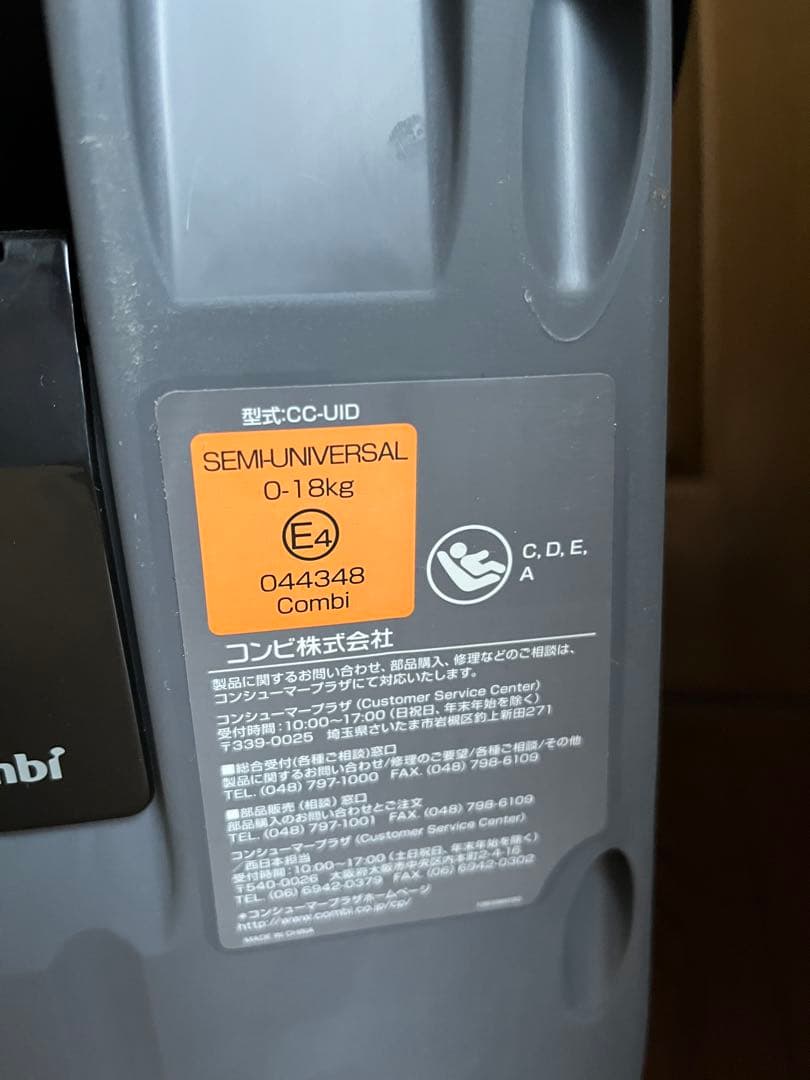 型式:CC-UID
SEMI-UNIVERSAL
0-18kg
E4
044348
Combi
C, D, E,
A
コンビ株式会社
製品に関するお問い合わせ、部品購入、修理などのご相談は、
コンシューマープラザにて対応いたします。
コンシューマープラザ (Customer Service Center)
受付時間:10:00〜17:00 (日祝日、年末年始を除く)
〒339-0025 埼玉県さいたま市岩槻区釣上新田271
■総合受付(各種ご相談)窓口
製品に関するお問い合わせ/修理のご要望/各種ご相談/その他
TEL. (048) 797-1000 FAX. (048) 798-6109
■部品販売(相談)窓口
部品購入のお問い合わせとご注文
TEL. (048) 797-1001 FAX. (048) 798-6109
コンシューマープラザ (Customer Service Center)
/西日本担当
受付時間:10:00〜17:00 (土日祝日、年末年始を除く)
〒540-0026 大阪府大阪市中央区内本町2-4-16
TEL. (06) 6942-0379 FAX. (06) 6942-0302
*コンシューマープラザホームページ
http://www.combi.co.jp/cp/
MADE IN CHINA
mbi